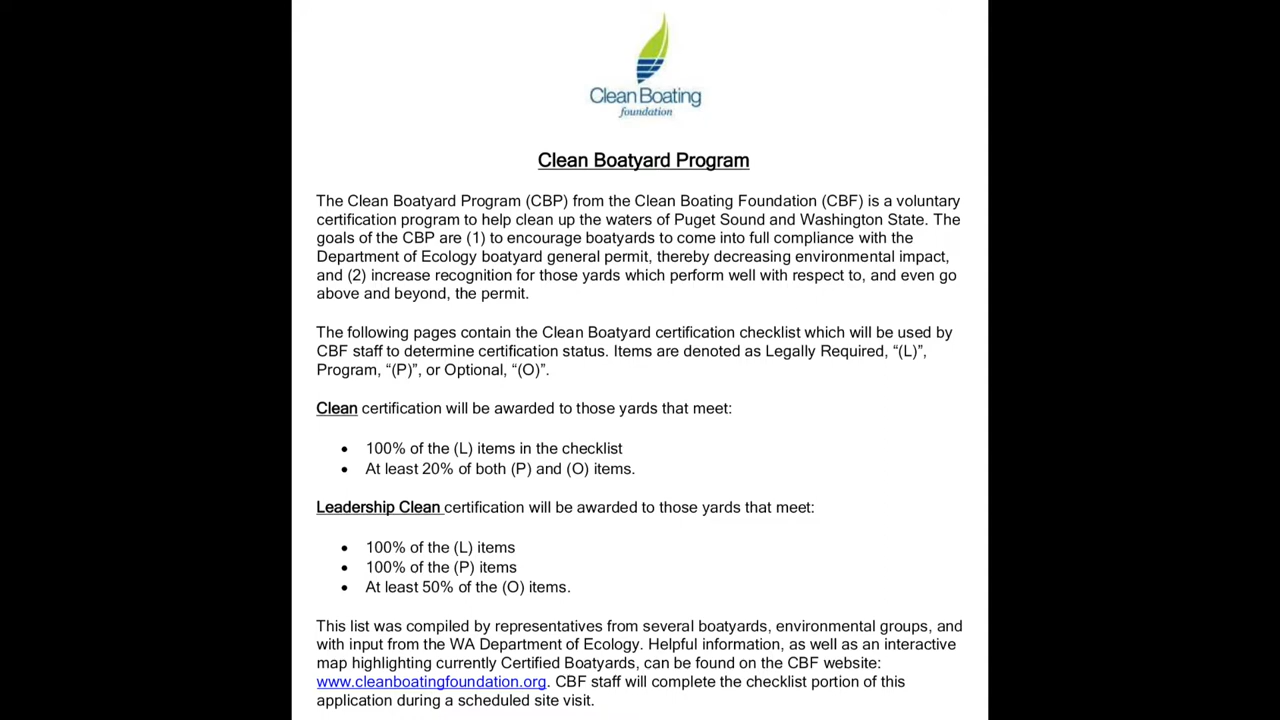 Clean Boating
foundation
Clean Boatyard Program
The Clean Boatyard Program (CBP) from the Clean Boating Foundation (CBF) is a voluntary
certification program to help clean up the waters of Puget Sound and Washington State. The
goals of the CBP are (1) to encourage boatyards to come into full compliance with the
Department of Ecology boatyard general permit, thereby decreasing environmental impact,
and (2) increase recognition for those yards which perform well with respect to, and even go
above and beyond, the permit.
The following pages contain the Clean Boatyard certification checklist which will be used by
CBF staff to determine certification status. Items are denoted as Legally Required, “(L)”,
Program, “(P)”, or Optional, “(O)”.
Clean certification will be awarded to those yards that meet:
• 100% of the (L) items in the checklist
• At least 20% of both (P) and (O) items.
Leadership Clean certification will be awarded to those yards that meet:
• 100% of the (L) items
• 100% of the (P) items
• At least 50% of the (O) items.
This list was compiled by representatives from several boatyards, environmental groups, and
with input from the WA Department of Ecology. Helpful information, as well as an interactive
map highlighting currently Certified Boatyards, can be found on the CBF website:
www.cleanboatingfoundation.org. CBF staff will complete the checklist portion of this
application during a scheduled site visit.